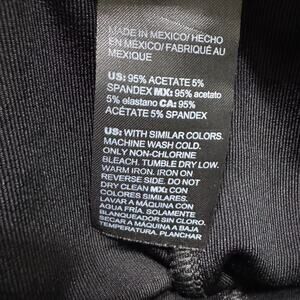 MADE IN MEXICO/ HECHO
EN MEXICO/ FABRIQUÉ AU
MEXIQUE
US: 95% ACETATE 5%
SPANDEX MX: 95% acetato
5% elastano CA: 95%
ACETATE 5% SPANDEX
US: WITH SIMILAR COLORS.
MACHINE WASH COLD.
ONLY NON-CHLORINE
BLEACH. TUMBLE DRY LOW.
WARM IRON. IRON ON
REVERSE SIDE. DO NOT
DRY CLEAN MX: CON
COLORES SIMILARES.
LAVAR A MÁQUINA CON
AGUA FRÍA. SOLAMENTE
BLANQUEADOR SIN CLORO.
SECAR A MÁQUINA A BAJA
TEMPERATURA. PLANCHAR